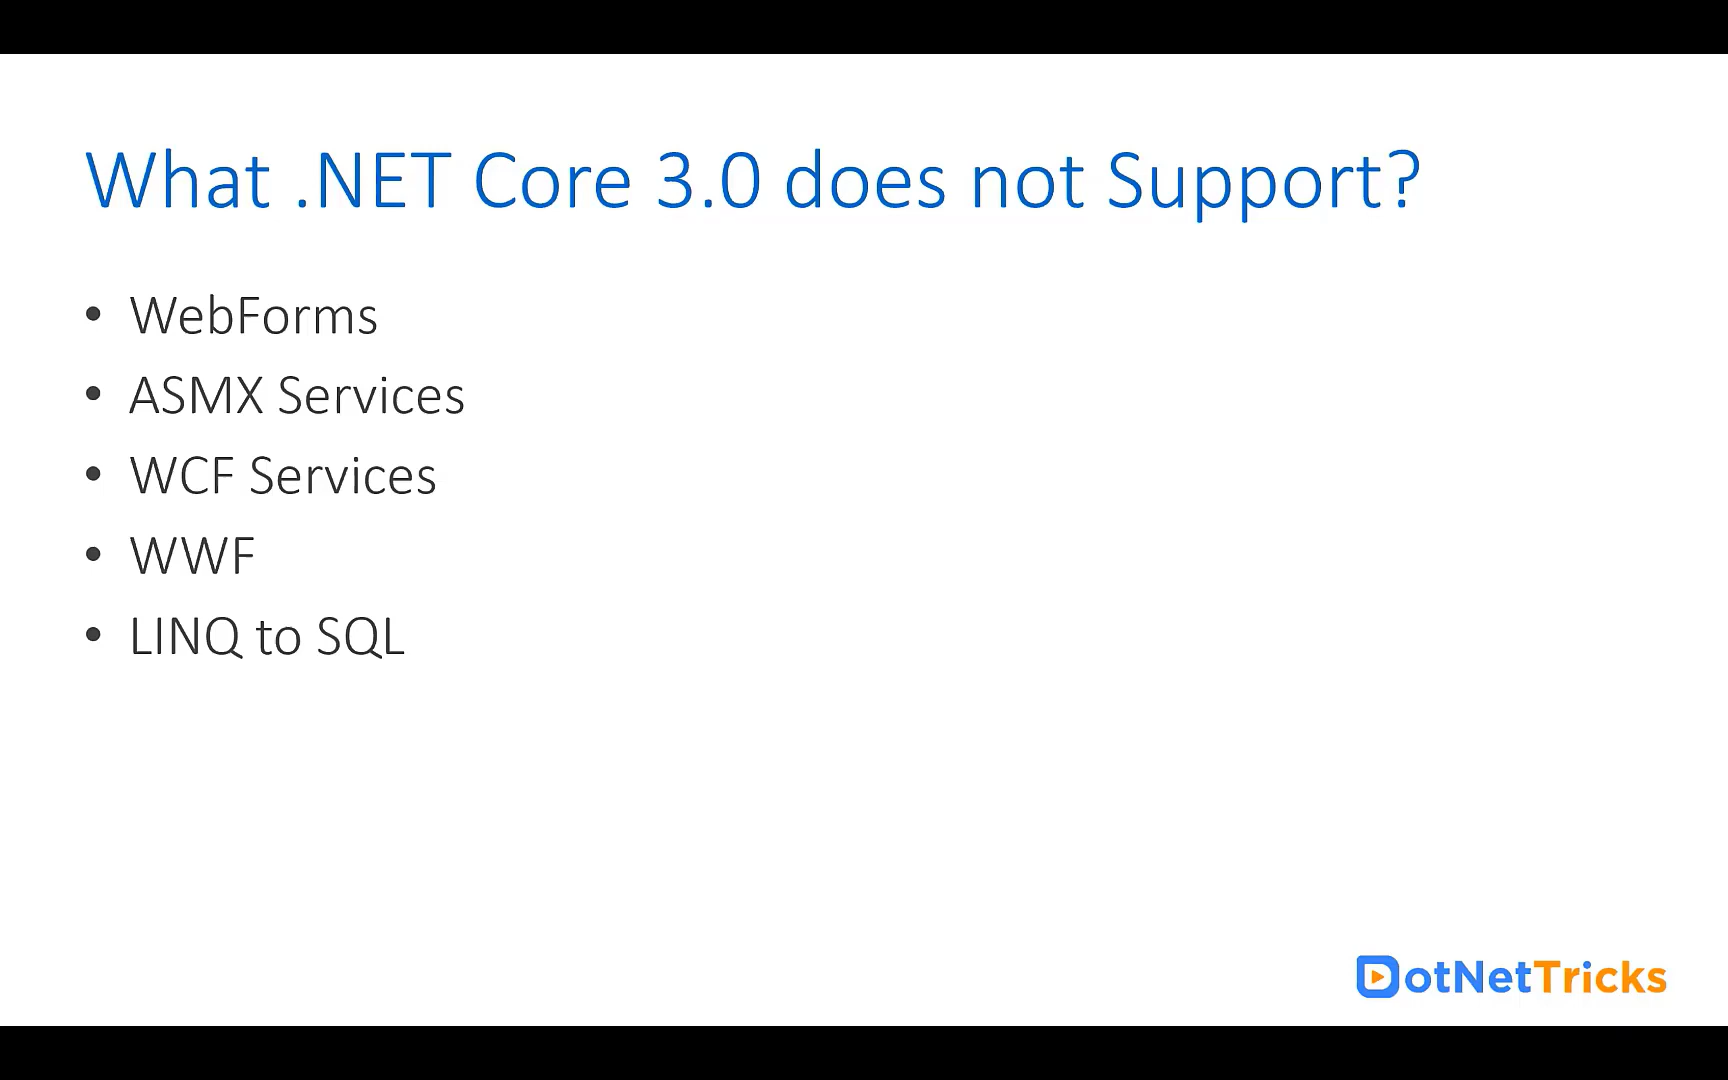 What .NET Core 3.0 does not Support?
• WebForms
• ASMX Services
• WCF Services
• WWF
• LINQ to SQL
DotNetTricks